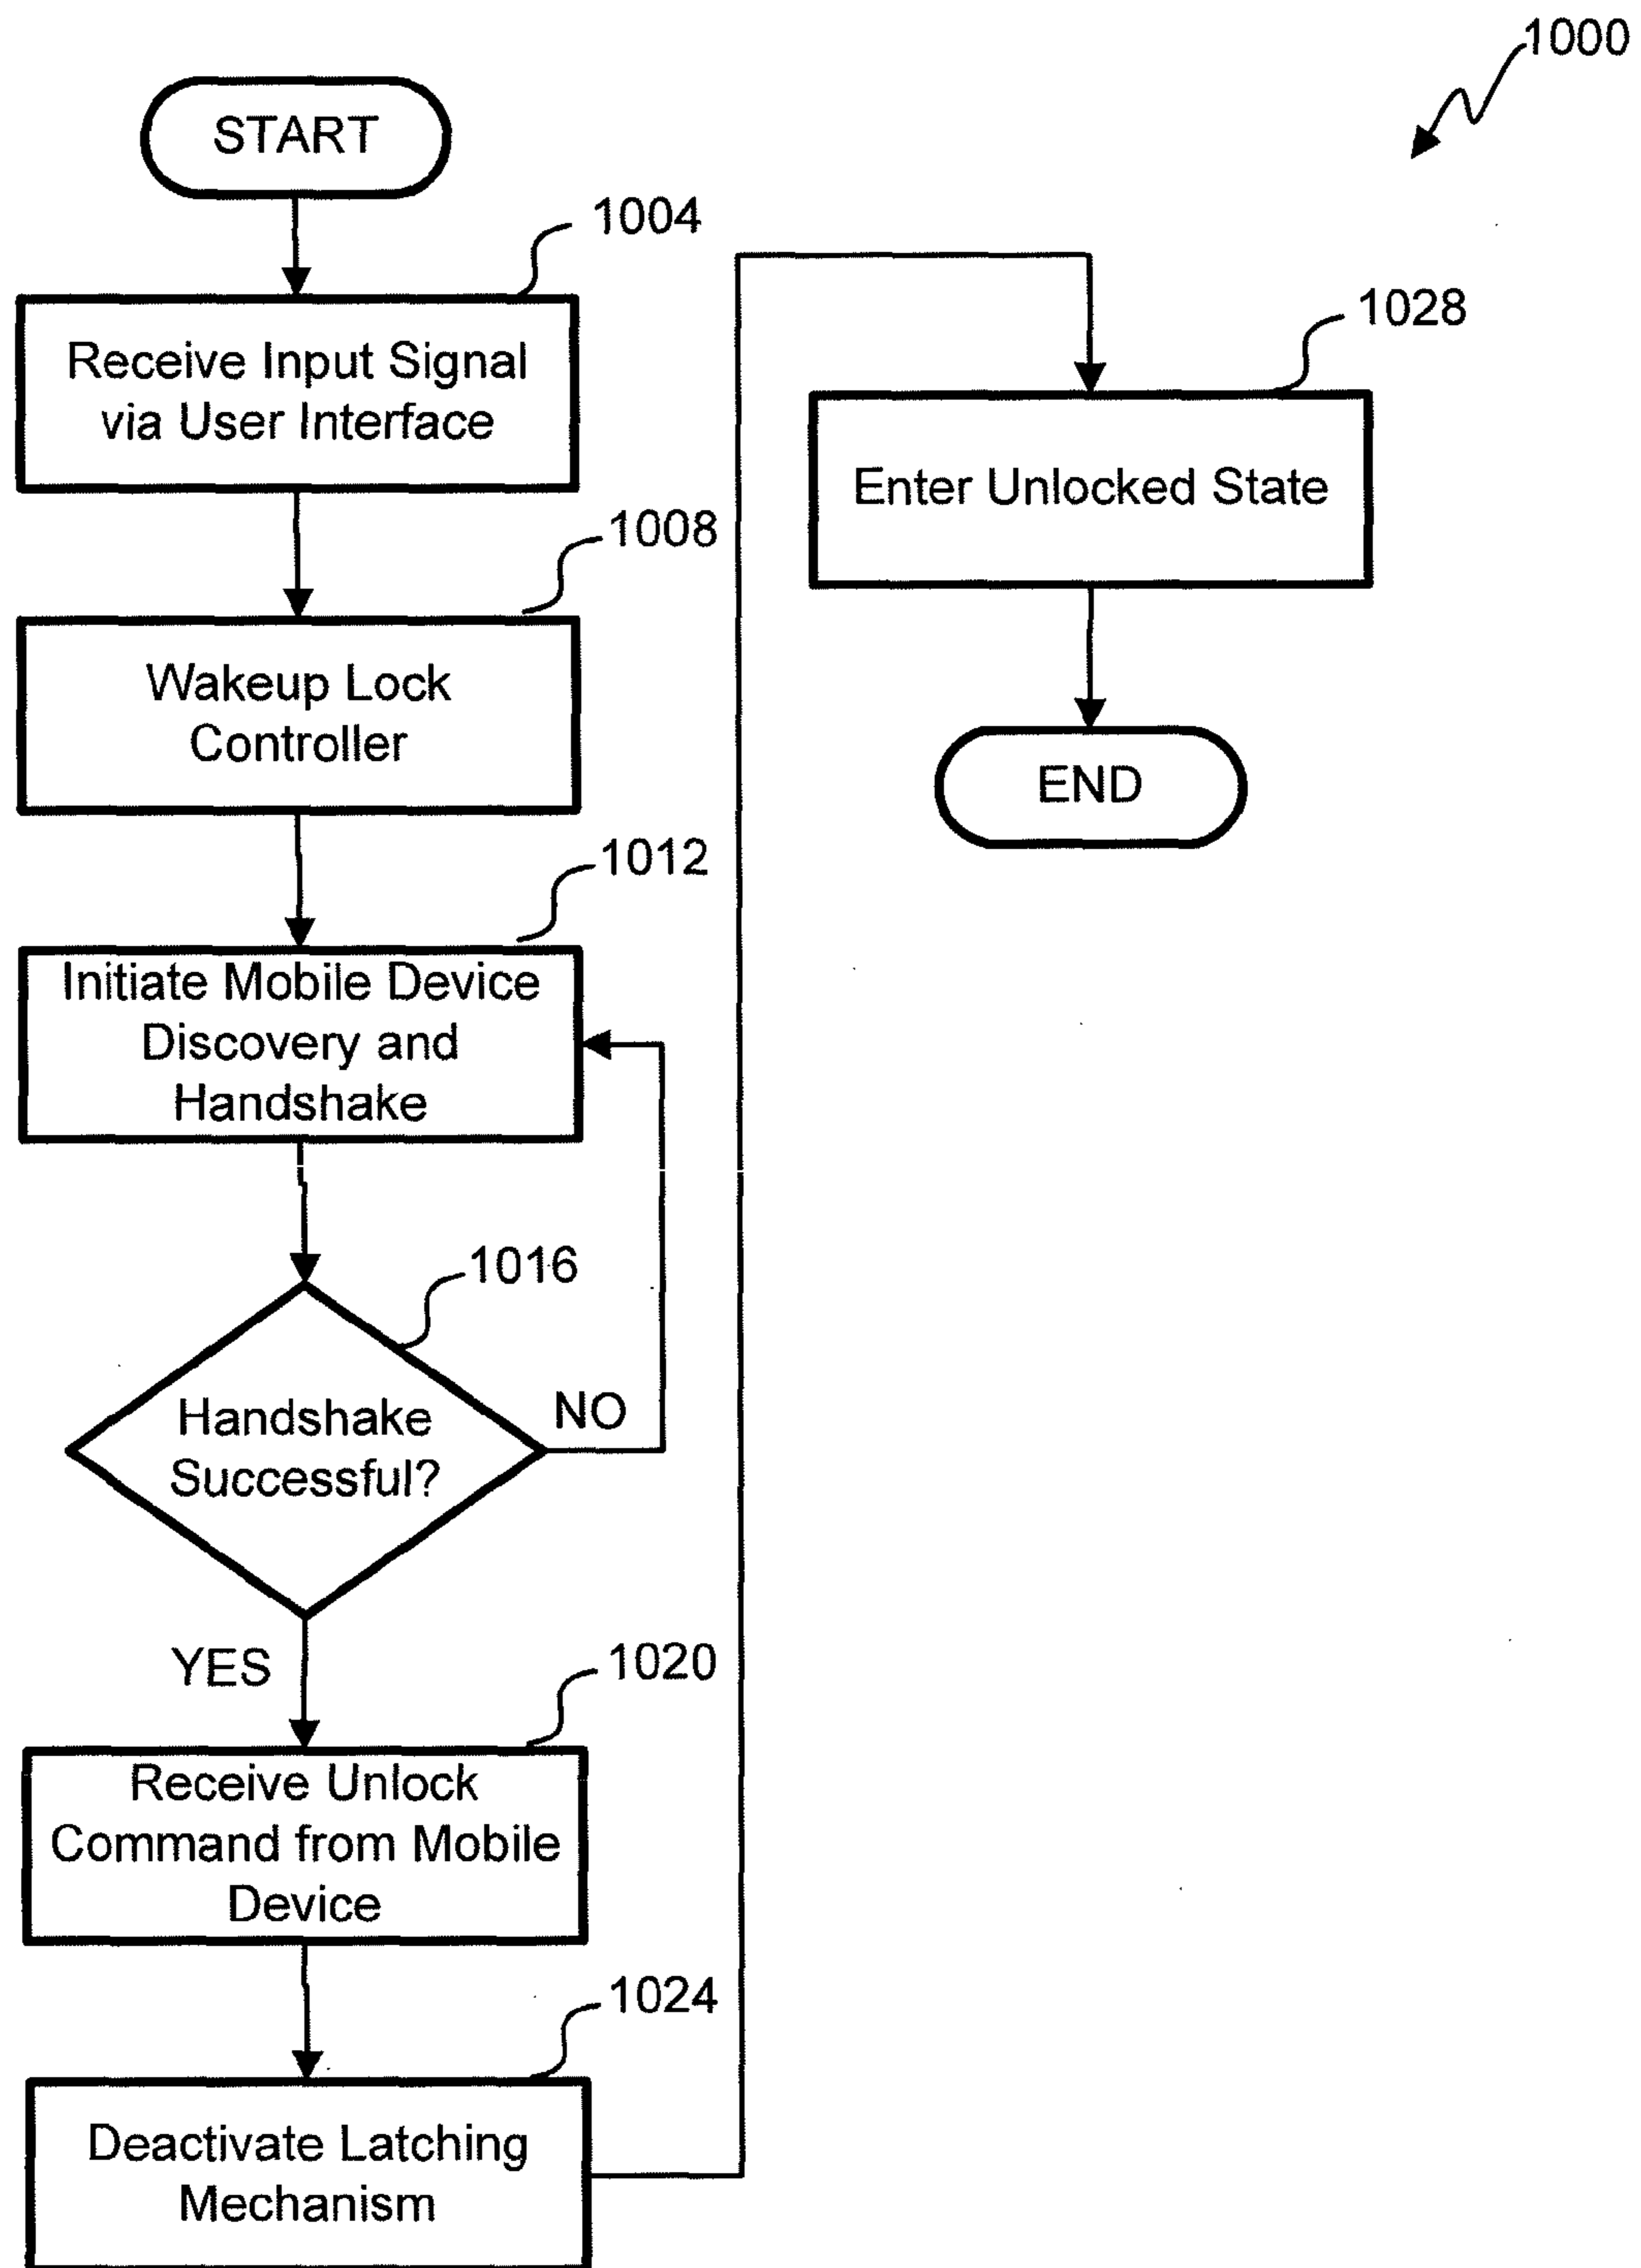 1000
START
1004
Receive Input Signal
via User Interface
1008
Wakeup Lock
Controller
1012
Initiate Mobile Device
Discovery and
Handshake
1016
Handshake
Successful?
NO
YES
1020
Receive Unlock
Command from Mobile
Device
1024
Deactivate Latching
Mechanism
1028
Enter Unlocked State
END